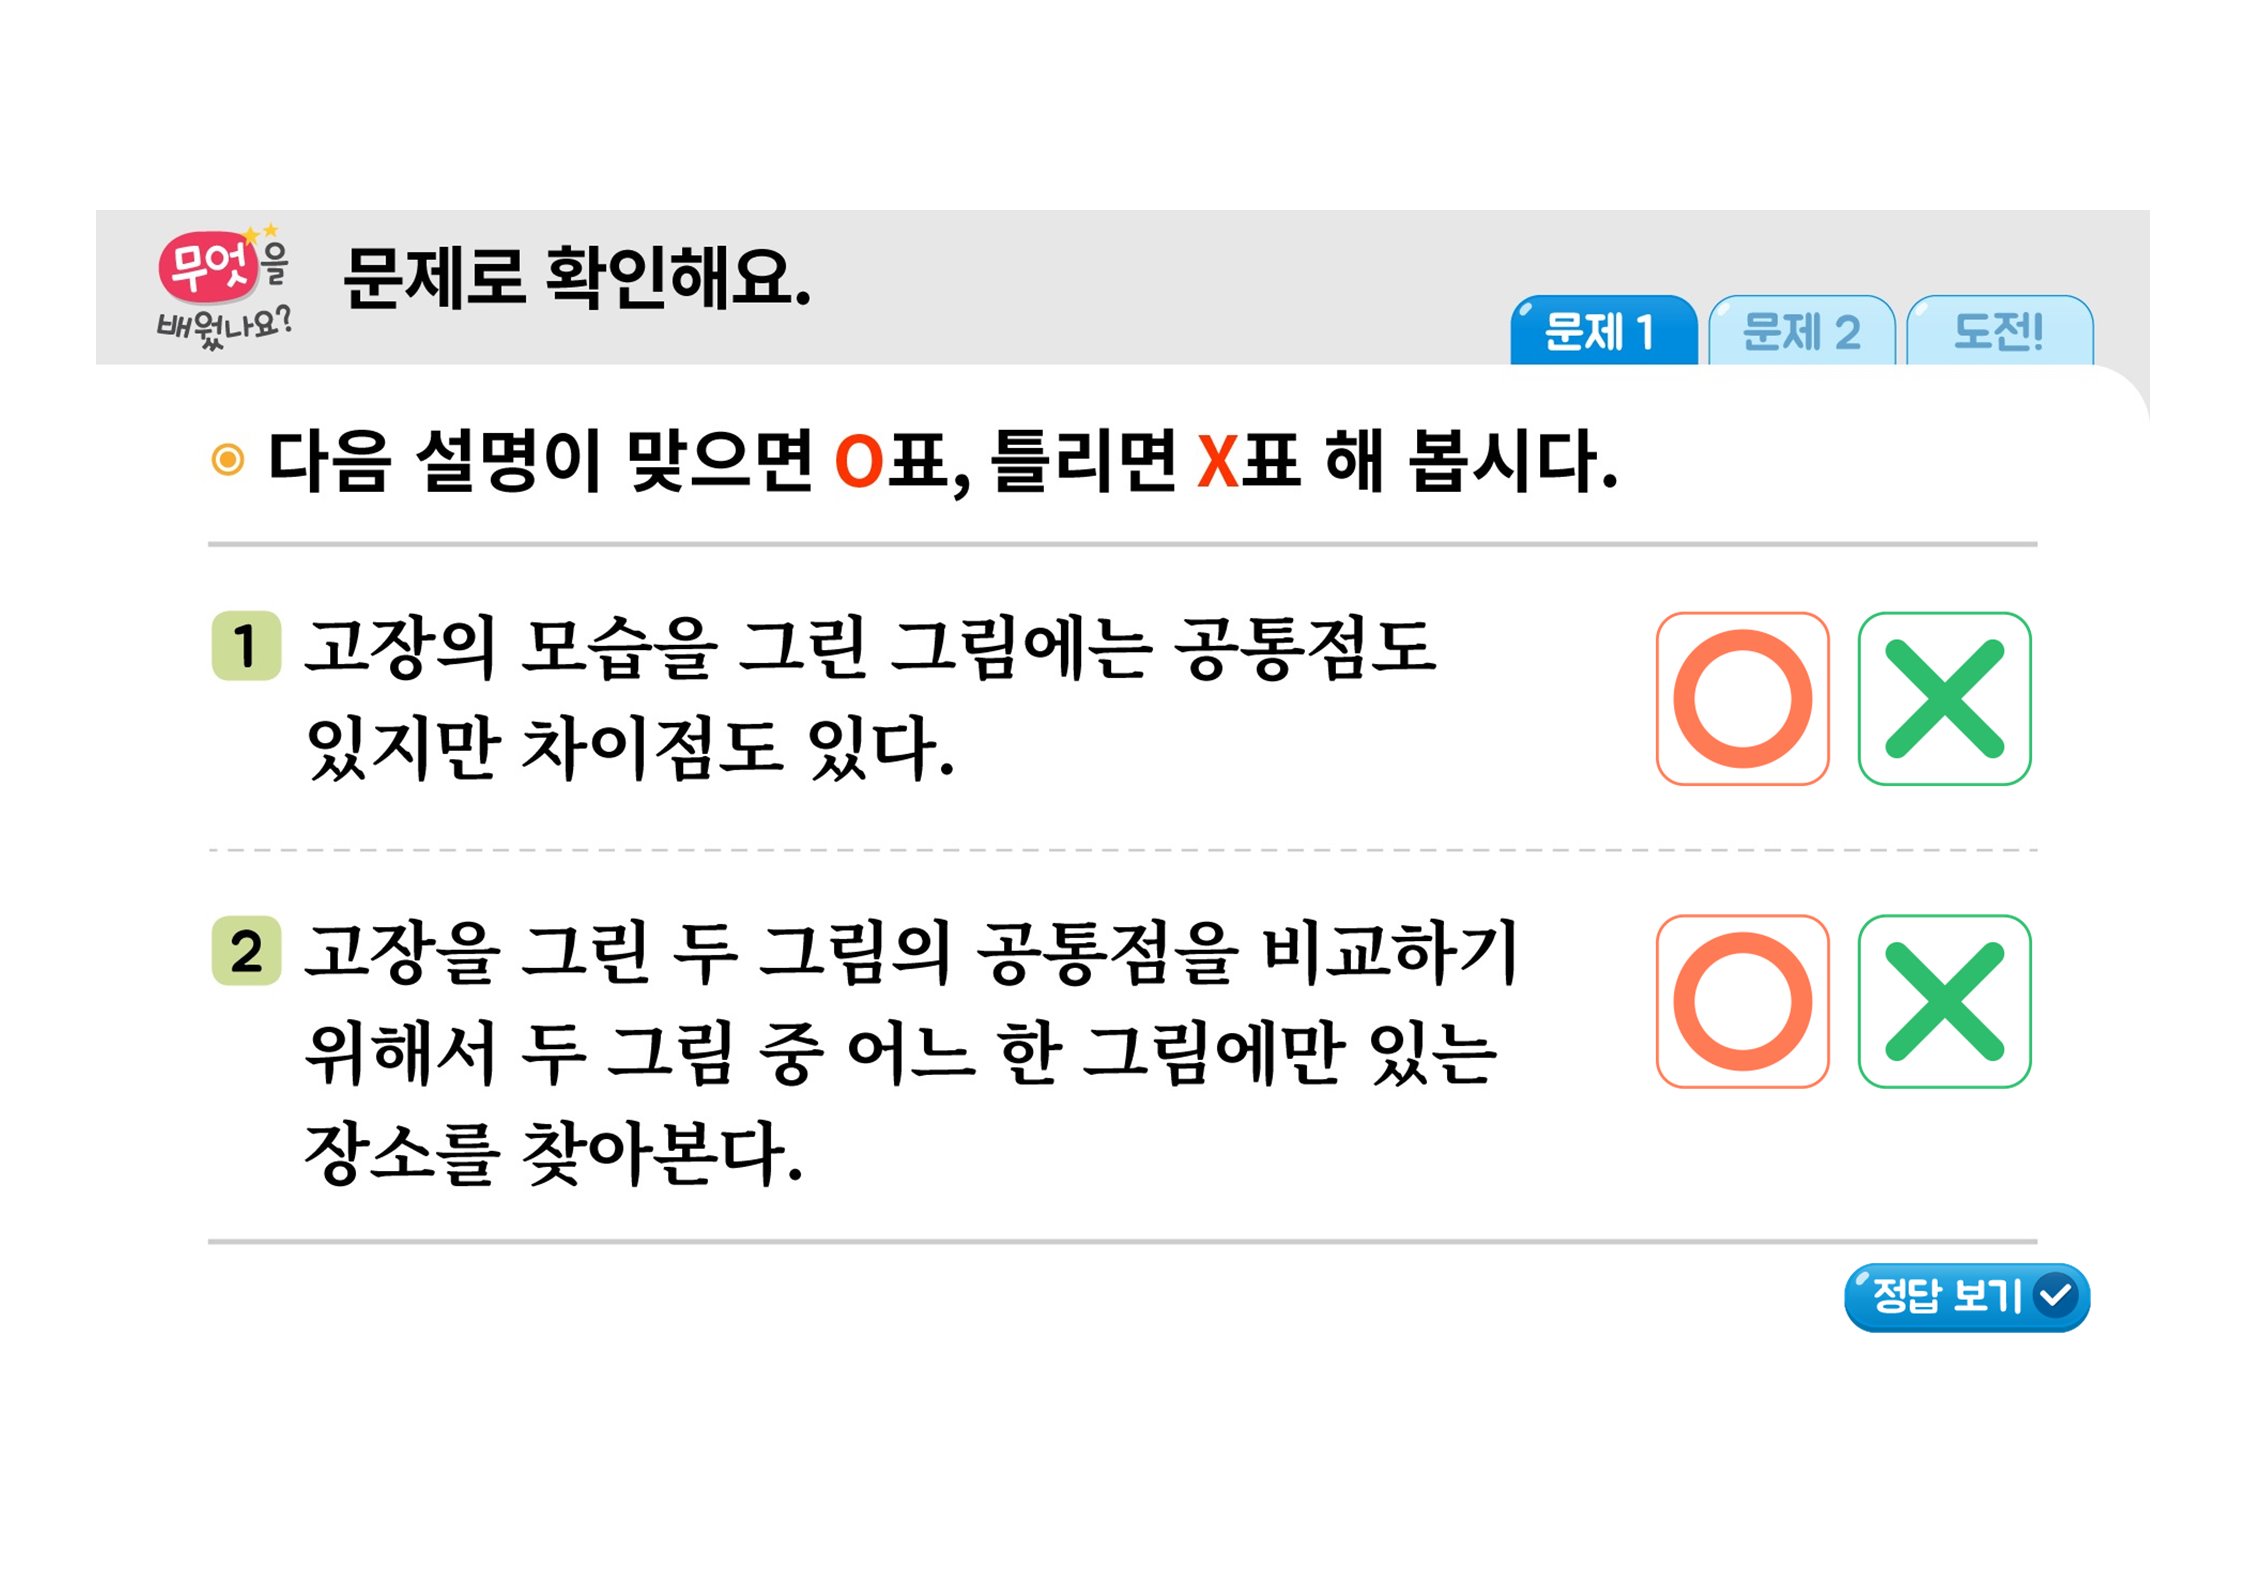 무엇을
배웠나요?
문제로 확인해요.
문제 1
문제 2
도전!
다음 설명이 맞으면 O표, 틀리면 X표 해 봅시다.
1 고장의 모습을 그린 그림에는 공통점도
있지만 차이점도 있다.
2 고장을 그린 두 그림의 공통점을 비교하기
위해서 두 그림 중 어느 한 그림에만 있는
장소를 찾아본다.
정답 보기